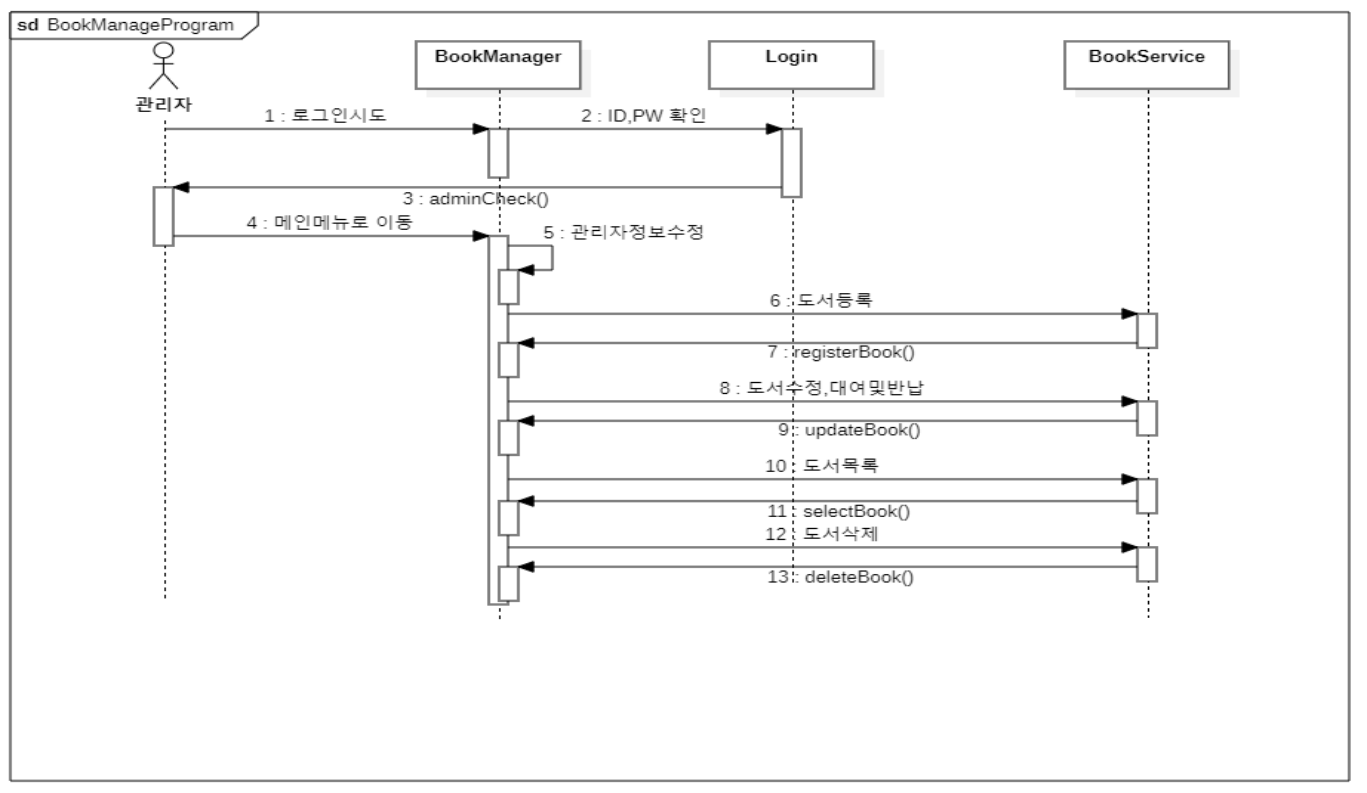 sd BookManageProgram
관리자
BookManager
Login
BookService
1 : 로그인시도
2 : ID,PW 확인
3 : adminCheck()
4 : 메인메뉴로 이동
5 : 관리자정보수정
6 : 도서등록
7 : registerBook()
8 : 도서수정,대여및반납
9 : updateBook()
10 : 도서목록
11 : selectBook()
12 : 도서삭제
13 : deleteBook()